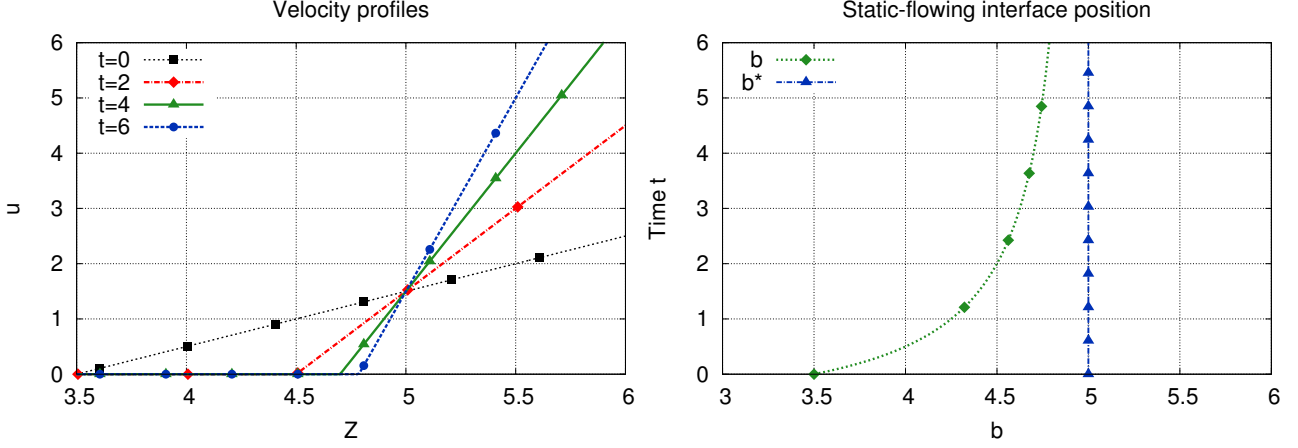 Velocity profiles
6
5
4
3
2
1
0
u
t=0
t=2
t=4
t=6
3.5 4 4.5 5 5.5 6
Z
Static-flowing interface position
6
5
4
3
2
1
0
Time t
b
b*
3 3.5 4 4.5 5 5.5 6
b